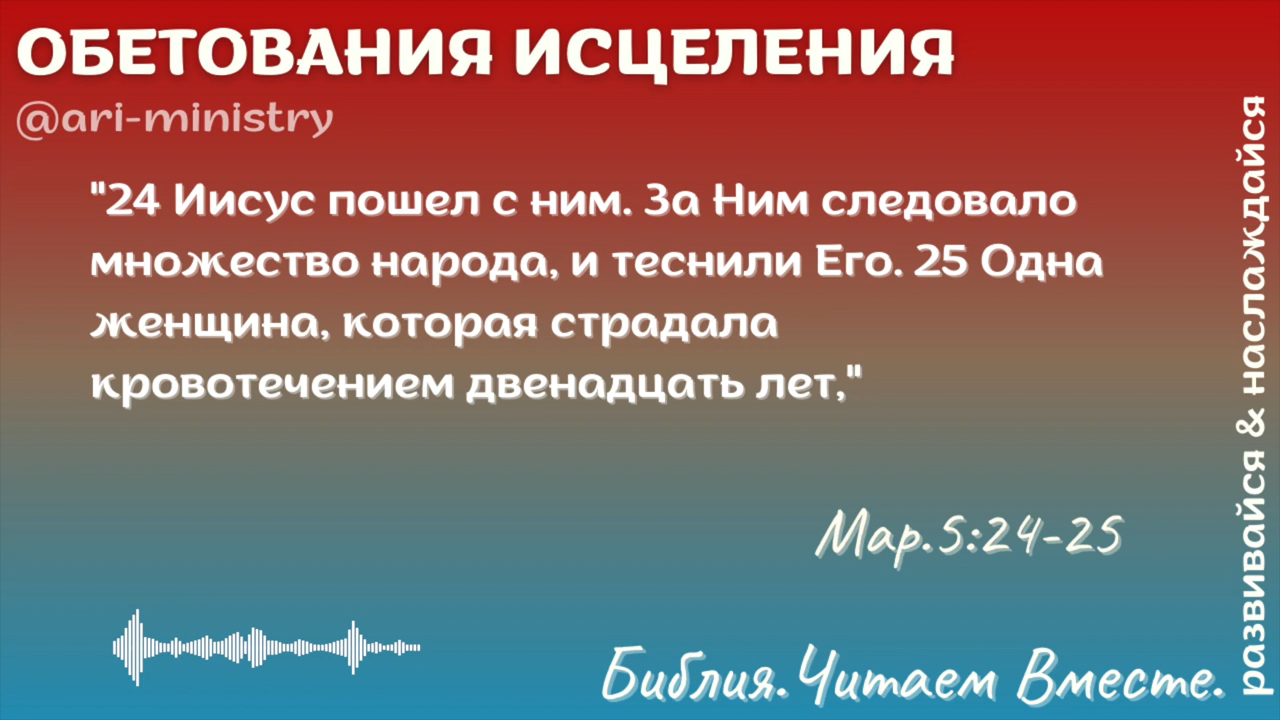 ОБЕТОВАНИЯ ИСЦЕЛЕНИЯ
@ari-ministry
"24 Иисус пошел с ним. За Ним следовало
множество народа, и теснили Его. 25 Одна
женщина, которая страдала
кровотечением двенадцать лет,"
Мар.5:24-25
Библия.Читаем Вместе.
развивайся & наслаждайся